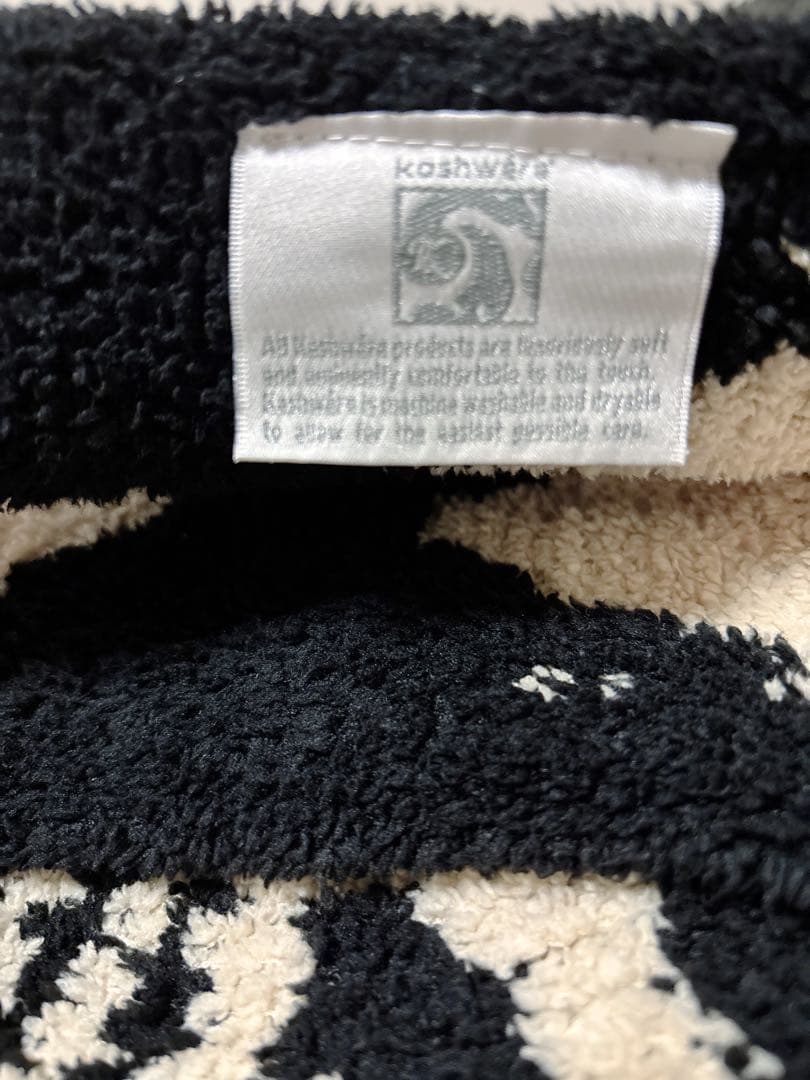 kashwére
All Kashwére products are luxuriously soft
and eminently comfortable to the touch.
Kashwére is machine washable and dryable
to allow for the easiest possible care.